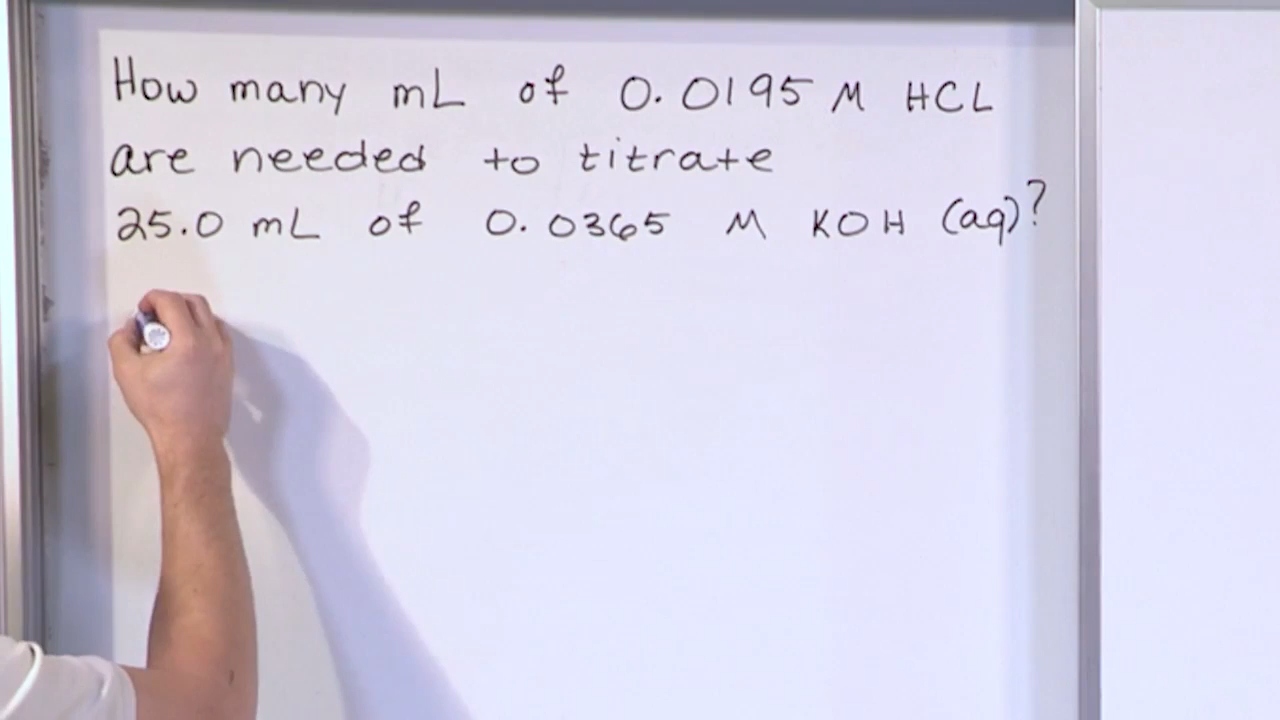 How many mL of 0.0195 M HCL
are needed to titrate
25.0 mL of 0.0365 M KOH (aq)?